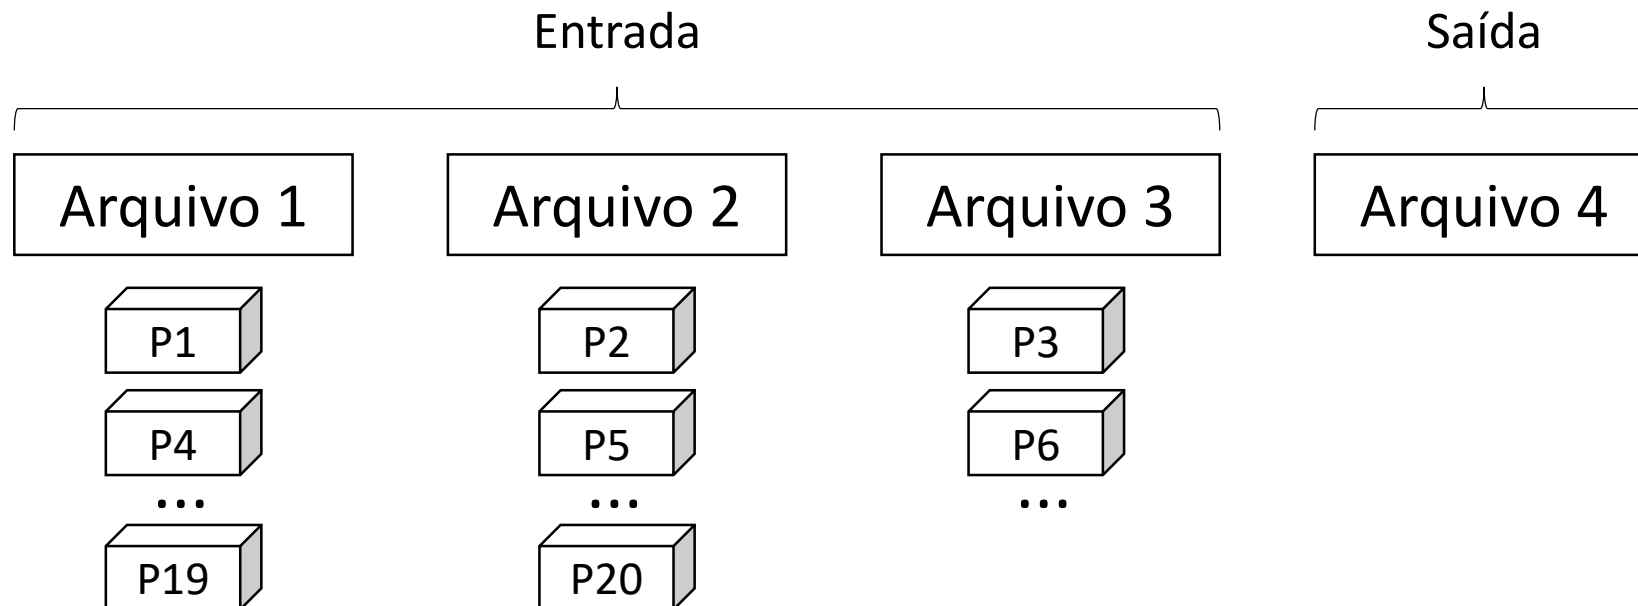 Entrada Saída
Arquivo 1 Arquivo 2 Arquivo 3 Arquivo 4
P1 P2 P3
P4 P5 P6
... ... ...
P19 P20